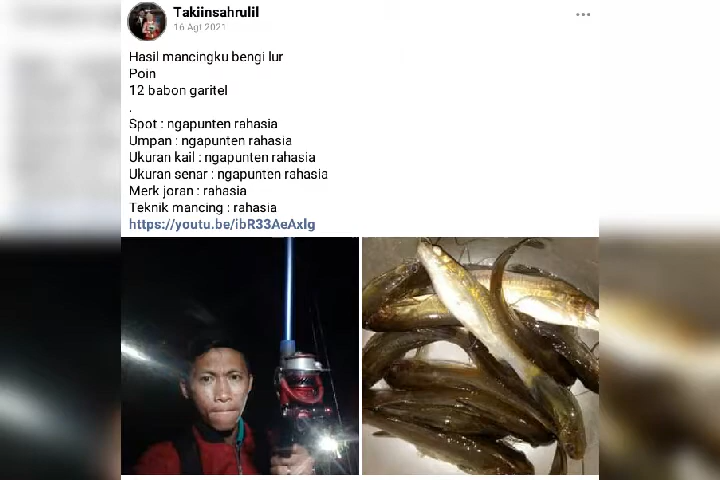 Takiinsahrulil
16 Agt 2021
Hasil mancingku bengi lur
Poin
12 babon garitel
.
Spot : ngapunten rahasia
Umpan : ngapunten rahasia
Ukuran kail : ngapunten rahasia
Ukuran senar : ngapunten rahasia
Merk joran : rahasia
Teknik mancing : rahasia
https://youtu.be/ibR33AeAxlg